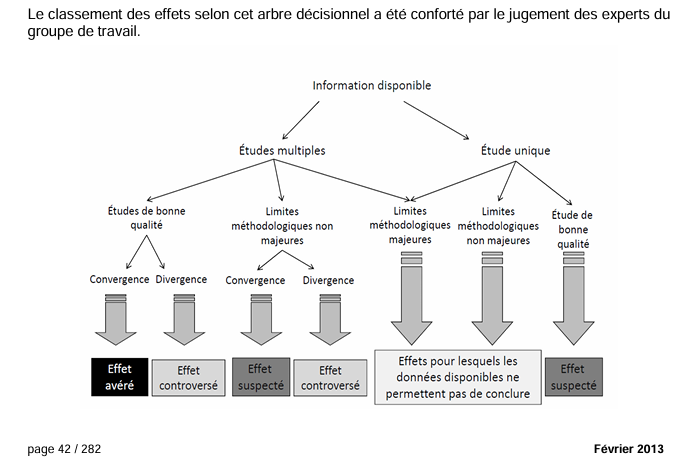 Le classement des effets selon cet arbre décisionnel a été conforté par le jugement des experts du
groupe de travail.
Information disponible
Études multiples
Étude unique
Études de bonne
qualité
Limites
méthodologiques non
majeures
Limites
méthodologiques
majeures
Limites
méthodologiques
non majeures
Étude de
bonne
qualité
Convergence
Divergence
Convergence
Divergence
Effet
avéré
Effet
controversé
Effet
suspecté
Effet
controversé
Effets pour lesquels les
données disponibles ne
permettent pas de conclure
Effet
suspecté
page 42 / 282
Février 2013